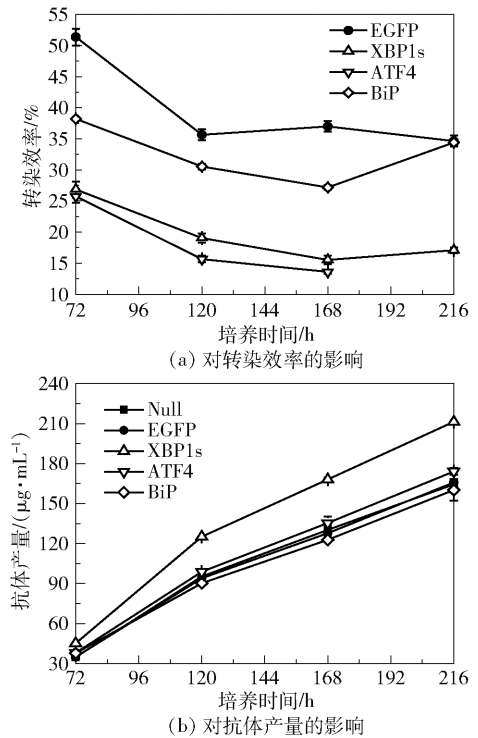 55
50
45
40
35
30
25
20
15
10
转染效率/%
EGFP
XBP1s
ATF4
BiP
72 96 120 144 168 192 216
培养时间/h
(a) 对转染效率的影响
240
210
180
150
120
90
60
30
抗体产量/(μg·mL⁻¹)
Null
EGFP
XBP1s
ATF4
BiP
72 96 120 144 168 192 216
培养时间/h
(b) 对抗体产量的影响